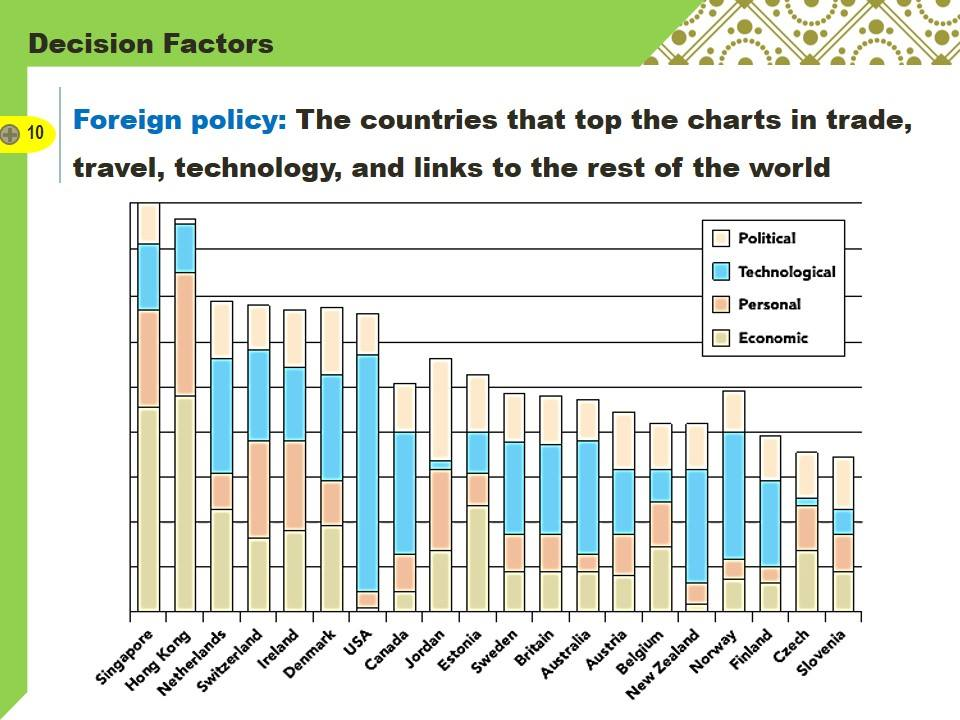 Decision Factors
10
Foreign policy: The countries that top the charts in trade,
travel, technology, and links to the rest of the world
Political
Technological
Personal
Economic
Singapore
Hong Kong
Netherlands
Switzerland
Ireland
Denmark
USA
Canada
Jordan
Estonia
Sweden
Britain
Australia
Austria
Belgium
New Zealand
Norway
Finland
Czech
Slovenia